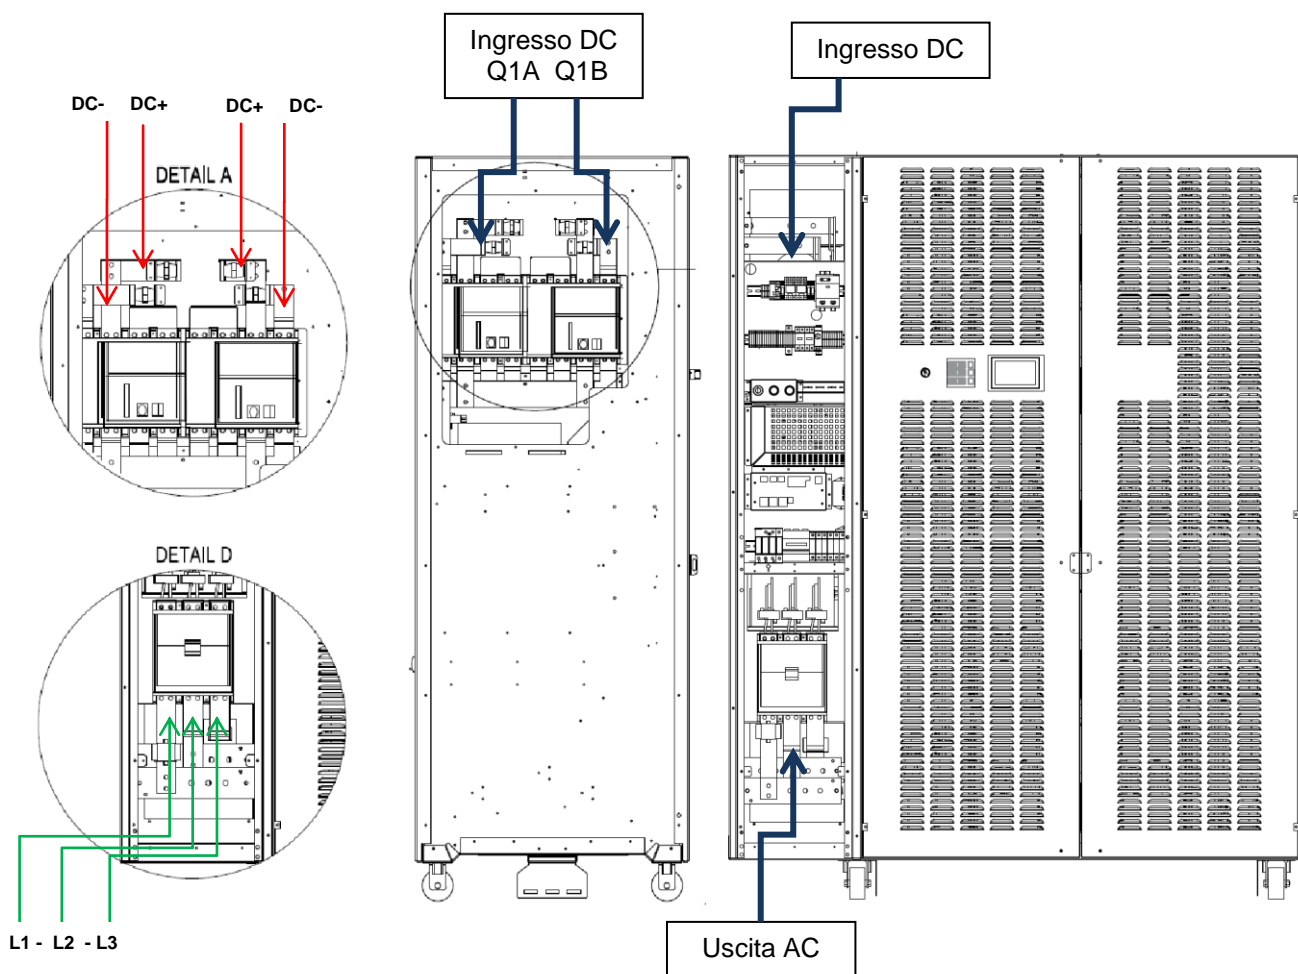 Ingresso DC
Q1A Q1B
Ingresso DC
DC- DC+ DC+ DC-
DETAIL A
DETAIL D
L1 - L2 - L3
Uscita AC